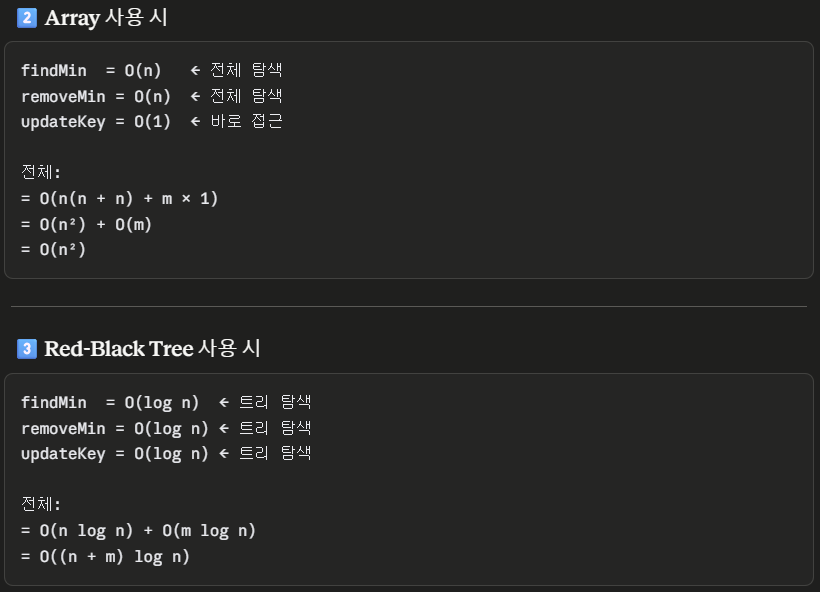 2 Array 사용 시
findMin = O(n) ← 전체 탐색
removeMin = O(n) ← 전체 탐색
updateKey = O(1) ← 바로 접근
전체:
= O(n(n + n) + m × 1)
= O(n²) + O(m)
= O(n²)
3 Red-Black Tree 사용 시
findMin = O(log n) ← 트리 탐색
removeMin = O(log n) ← 트리 탐색
updateKey = O(log n) ← 트리 탐색
전체:
= O(n log n) + O(m log n)
= O((n + m) log n)